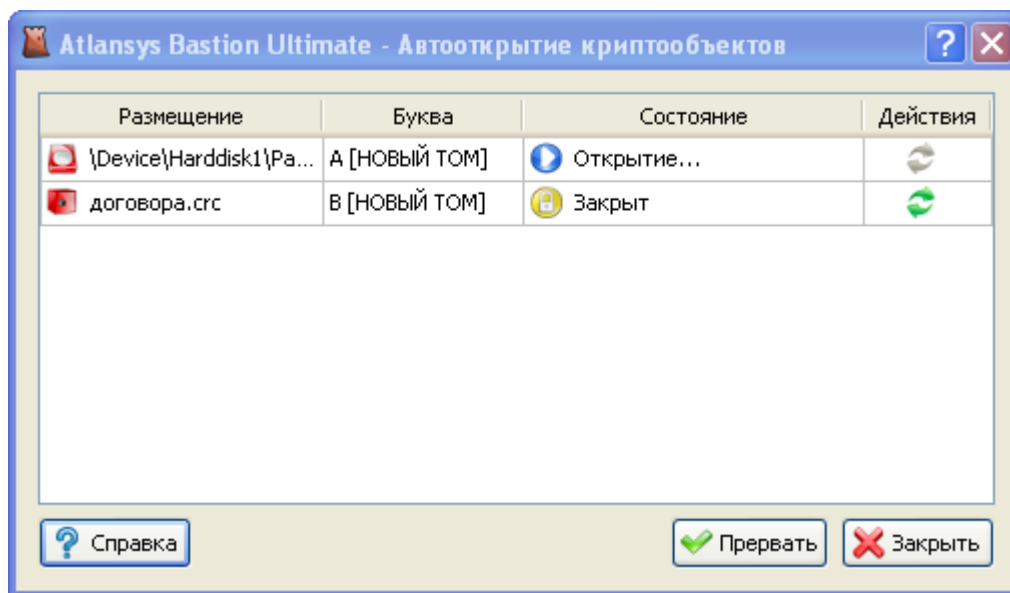 Atlansys Bastion Ultimate - Автооткрытие криптообъектов
Размещение Буква Состояние Действия
\Device\Harddisk1\Pa... A [НОВЫЙ ТОМ] Открытие...
договора.crc B [НОВЫЙ ТОМ] Закрыт
Справка Прервать Закрыть